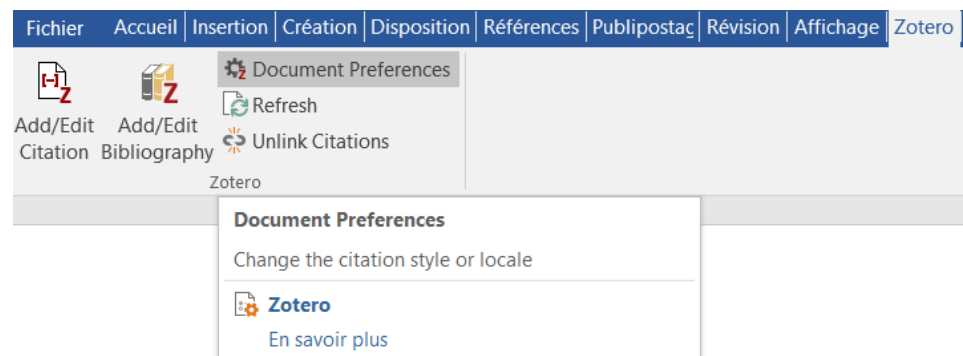 Fichier Accueil Insertion Création Disposition Références Publipostag Révision Affichage Zotero
Document Preferences
Refresh
Unlink Citations
Add/Edit Citation
Add/Edit Bibliography
Zotero
Document Preferences
Change the citation style or locale
Zotero
En savoir plus